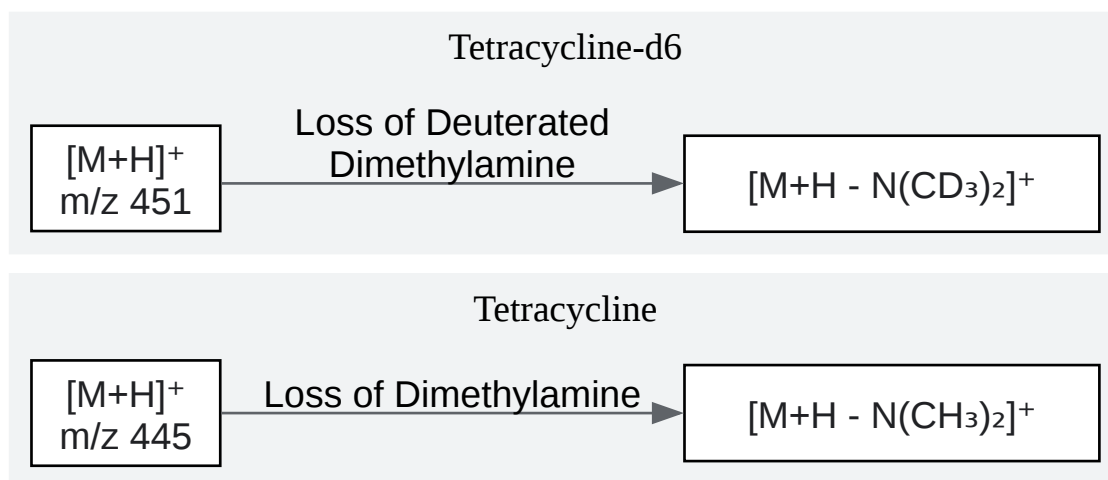 Tetracycline-d6
Loss of Deuterated
Dimethylamine
[M+H]⁺
m/z 451
[M+H - N(CD₃)₂]⁺
Tetracycline
[M+H]⁺
m/z 445
Loss of Dimethylamine
[M+H - N(CH₃)₂]⁺